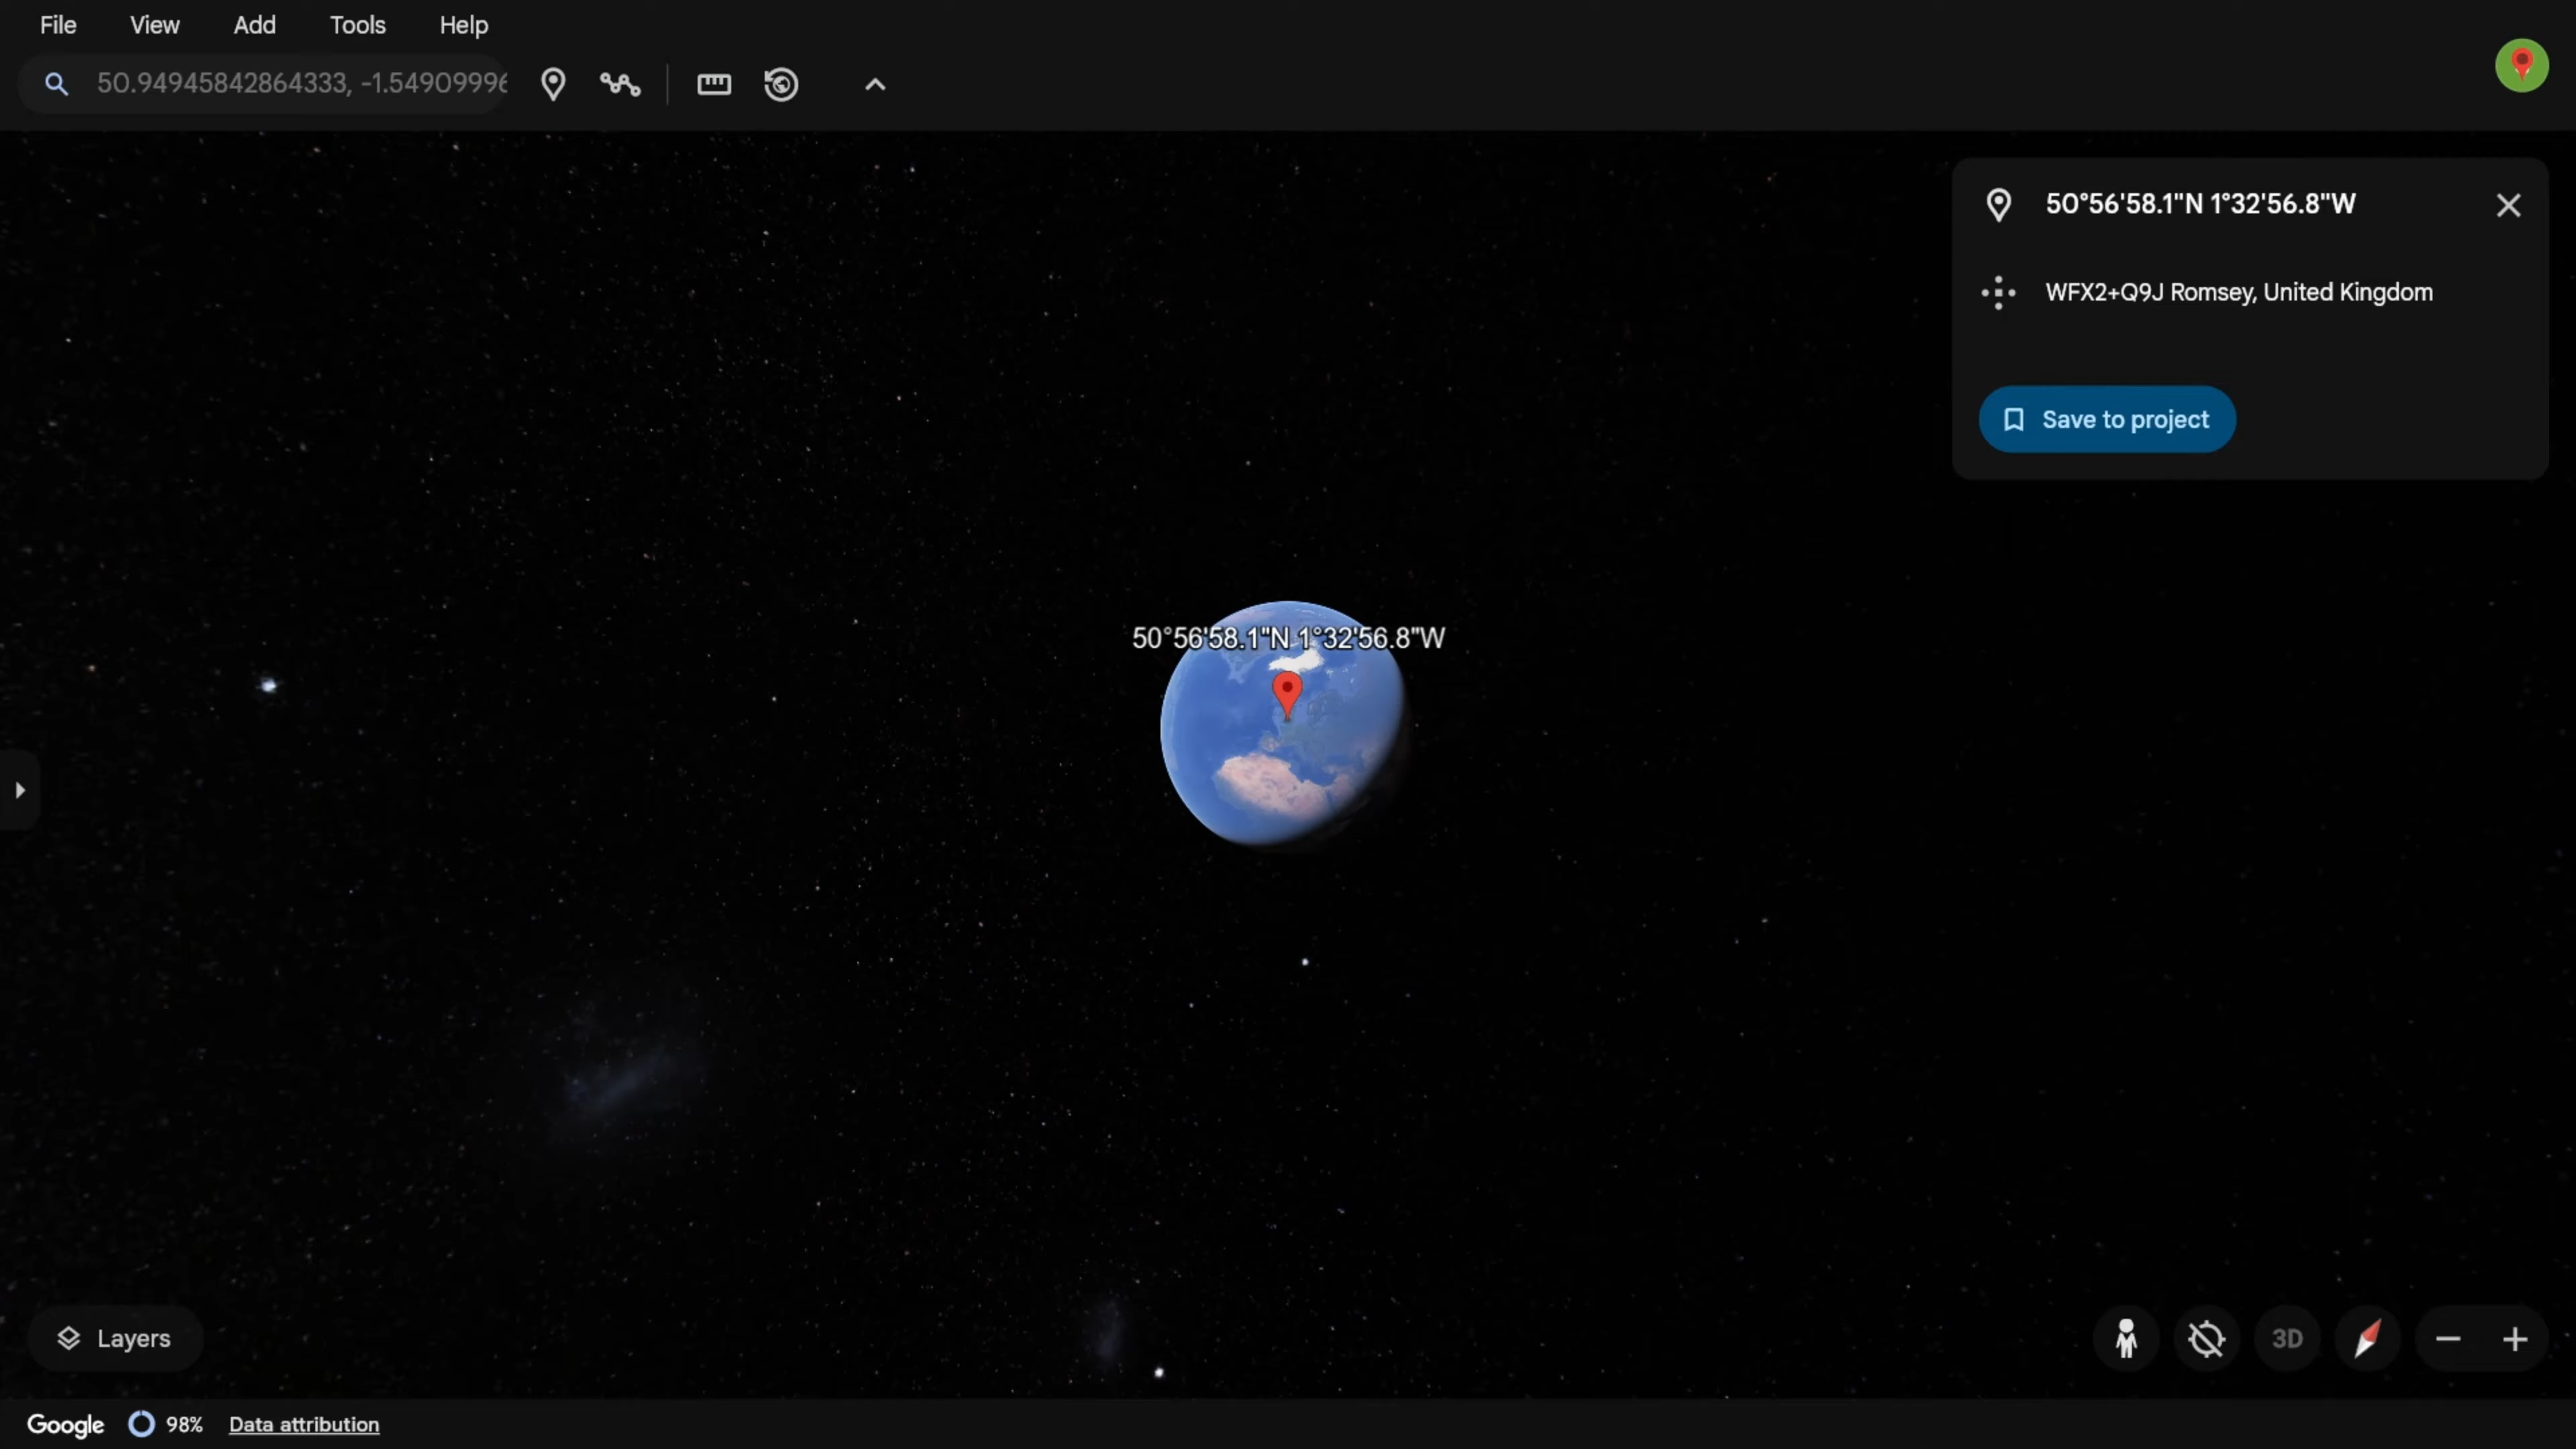 File View Add Tools Help
50.94945842864333, -1.54909996
50°56'58.1"N 1°32'56.8"W
WFX2+Q9J Romsey, United Kingdom
Save to project
50°56'58.1"N 1°32'56.8"W
Layers
3D
Google 98% Data attribution